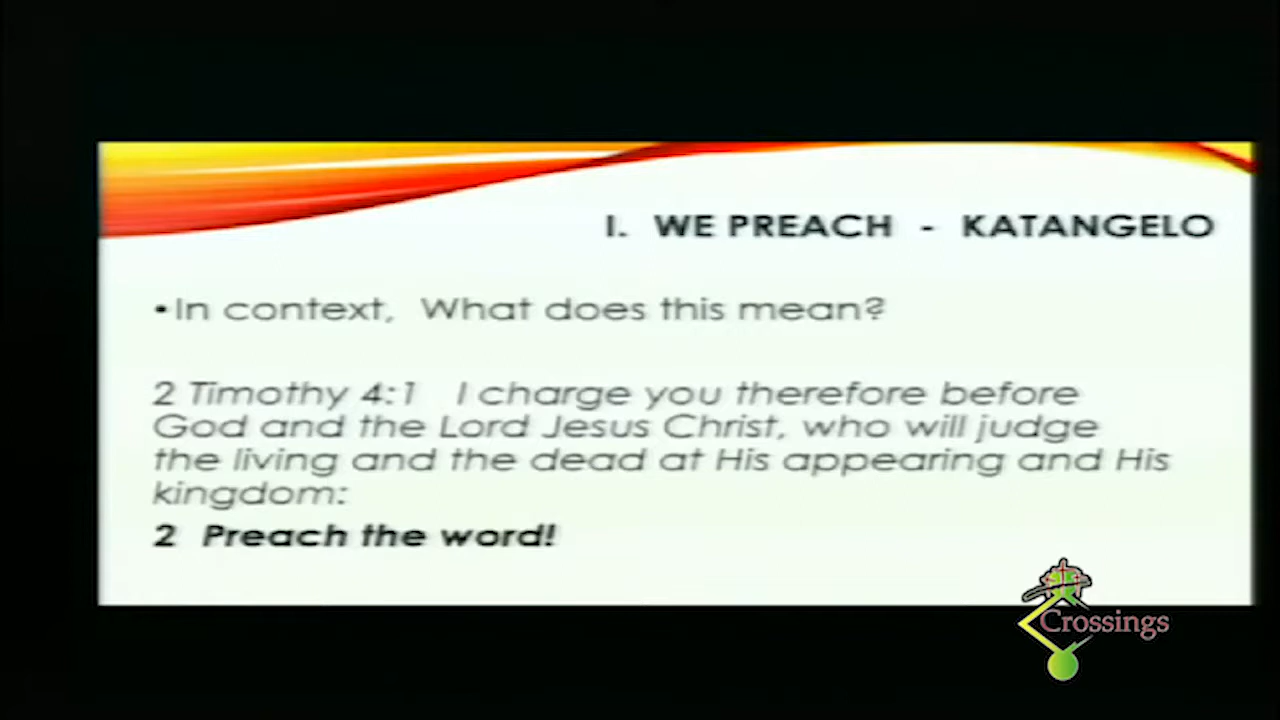 I. WE PREACH - KATANGELO
•In context, What does this mean?
2 Timothy 4:1 I charge you therefore before
God and the Lord Jesus Christ, who will judge
the living and the dead at His appearing and His
kingdom:
2 Preach the word!
Crossings